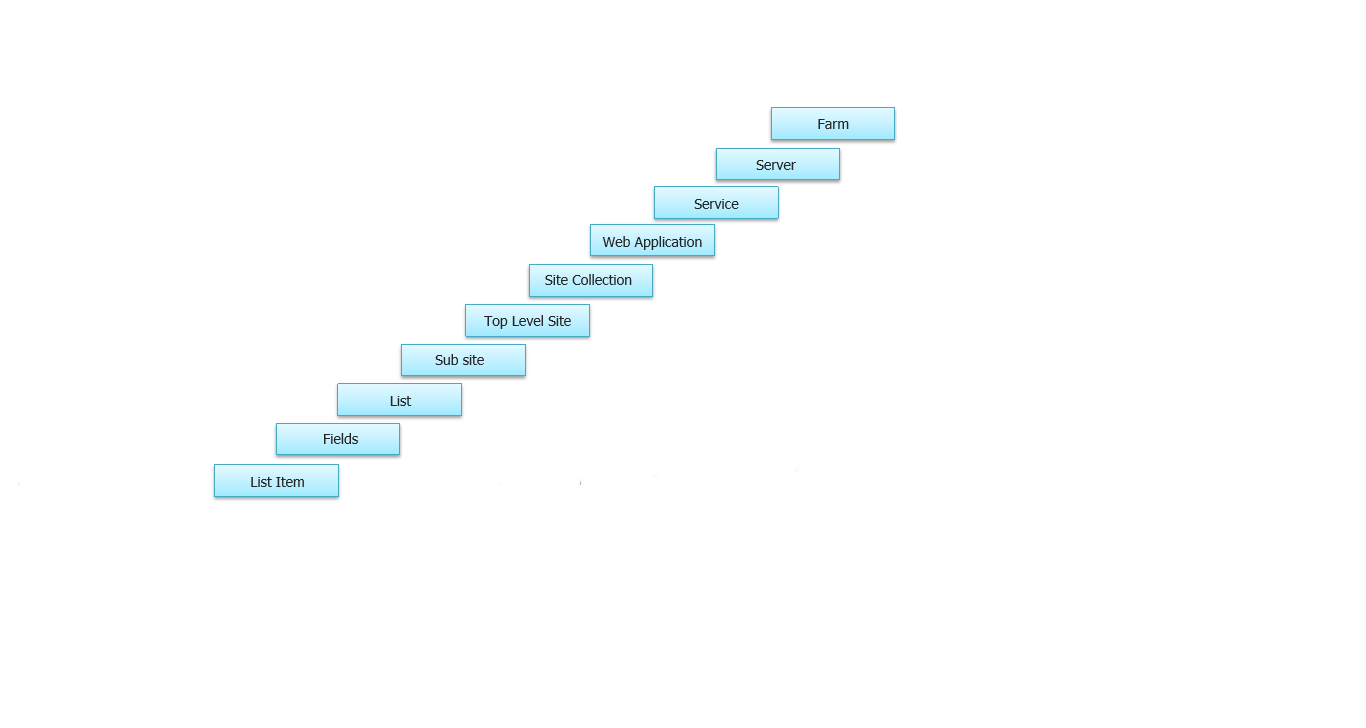 Farm
Server
Service
Web Application
Site Collection
Top Level Site
Sub site
List
Fields
List Item